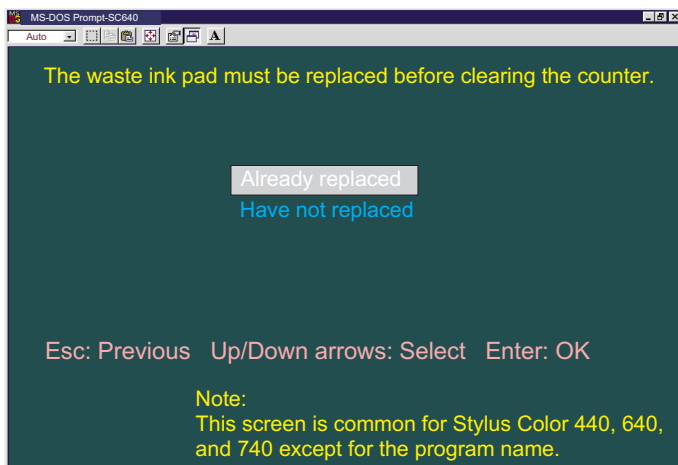 MS-DOS Prompt-SC640
Auto
A
The waste ink pad must be replaced before clearing the counter.
Already replaced
Have not replaced
Esc: Previous Up/Down arrows: Select Enter: OK
Note:
This screen is common for Stylus Color 440, 640,
and 740 except for the program name.